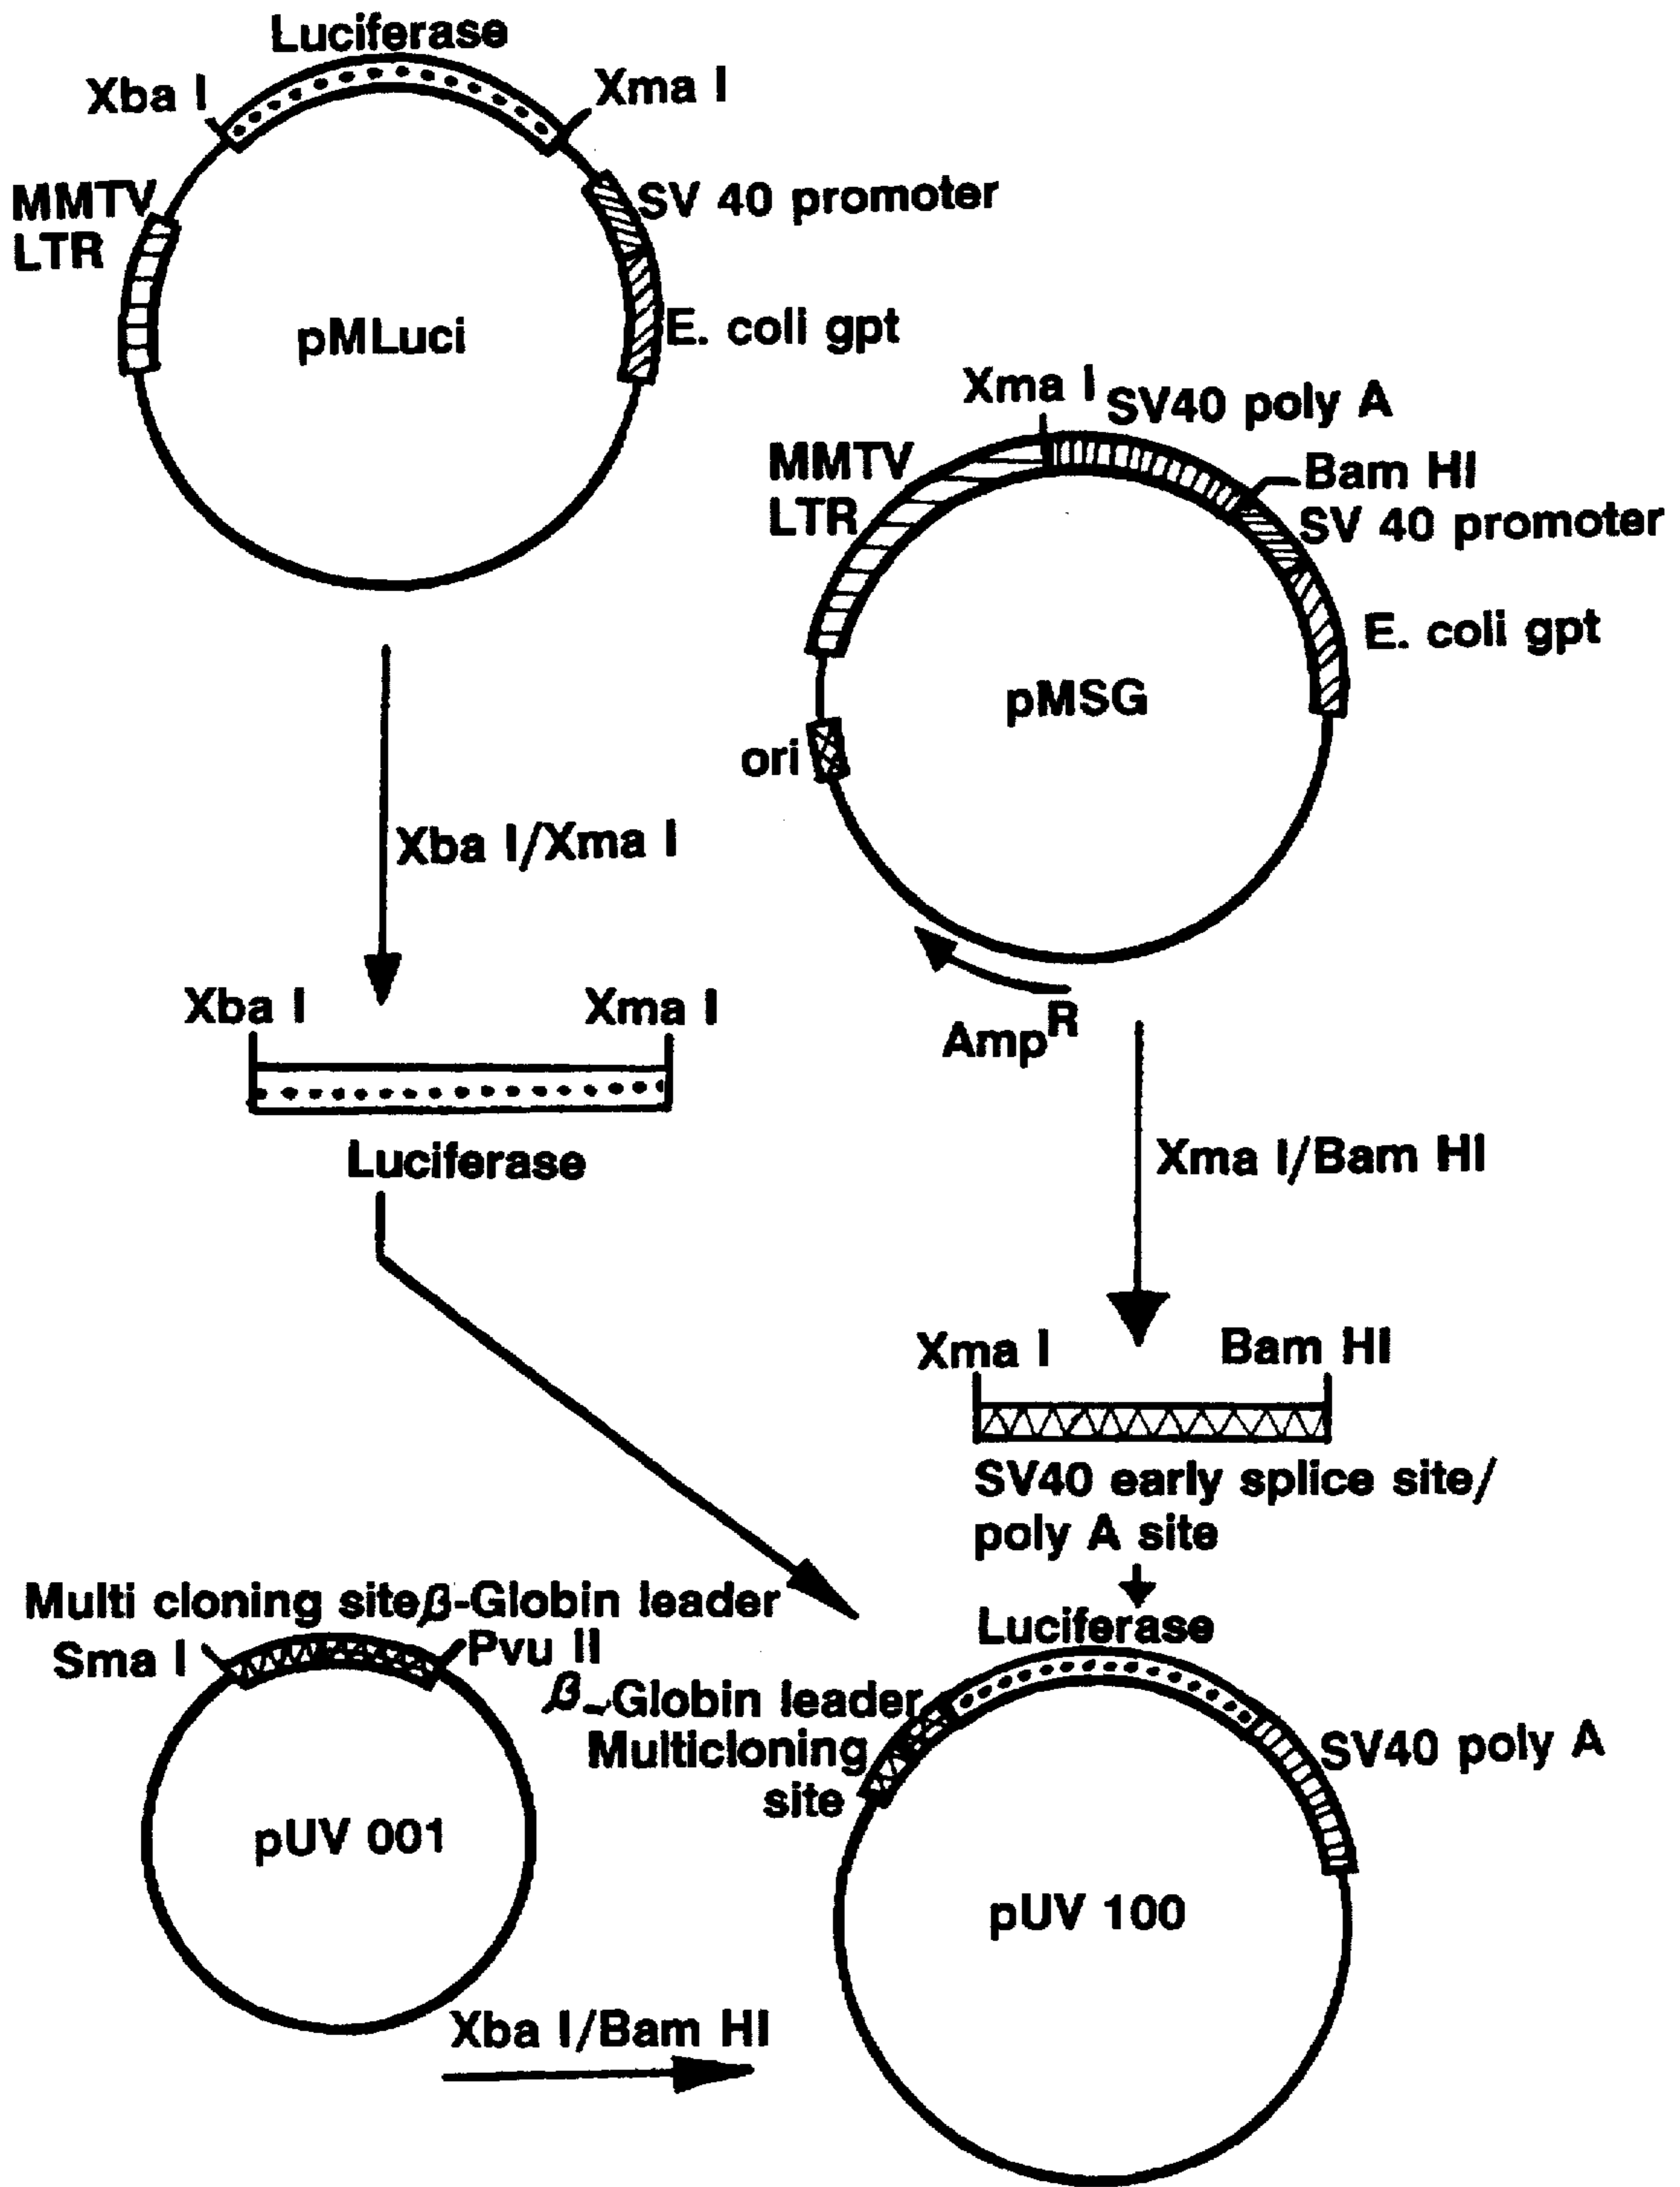 Luciferase
Xba I
Xma I
MMTV
LTR
SV 40 promoter
pMLuci
E. coli gpt
Xma I
SV40 poly A
MMTV
LTR
Bam HI
SV 40 promoter
E. coli gpt
pMSG
ori
Xba I/Xma I
Amp R
Xba I
Xma I
Luciferase
Xma I/Bam HI
Xma I
Bam HI
SV40 early splice site/
poly A site
Multi cloning site β-Globin leader
Sma I
Pvu II
pUV 001
Xba I/Bam HI
Luciferase
β-Globin leader
Multicloning
site
SV40 poly A
pUV 100